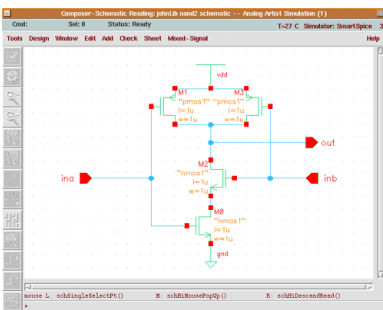 Composer-Schematic Reading: johnLib nand2 schematic -- Analog Artist Simulation (1)
Cmd: Sel: 0 Status: Ready T=27 C Simulator: SmartSpice 3
Tools Design Window Edit Add Check Sheet Mixed-Signal Help
vdd
M1 M3
"pmos1" "pmos1"
l=1u l=1u
w=1u w=1u
out
M2
"nmos1"
l=1u
w=1u
ina inb
M0
"nmos1"
l=1u
w=1u
gnd
mouse L: schSingleSelectPt() M: schHiMousePopUp() R: schHiDescendRead()
>